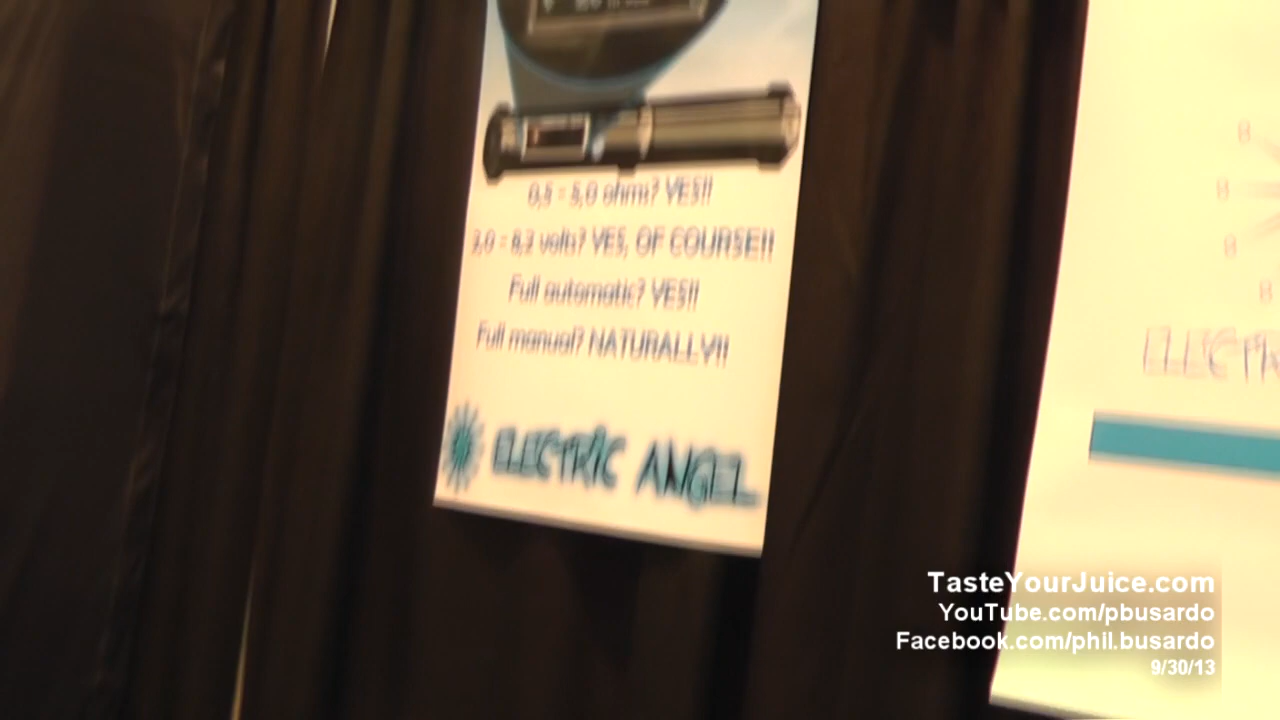 0,5 - 5,0 ohms? YES!!
3,0 - 8,2 volts? YES, OF COURSE!!
Full automatic? YES!!
Full manual? NATURALLY!!
ELECTRIC ANGEL
TasteYourJuice.com
YouTube.com/pbusardo
Facebook.com/phil.busardo
9/30/13